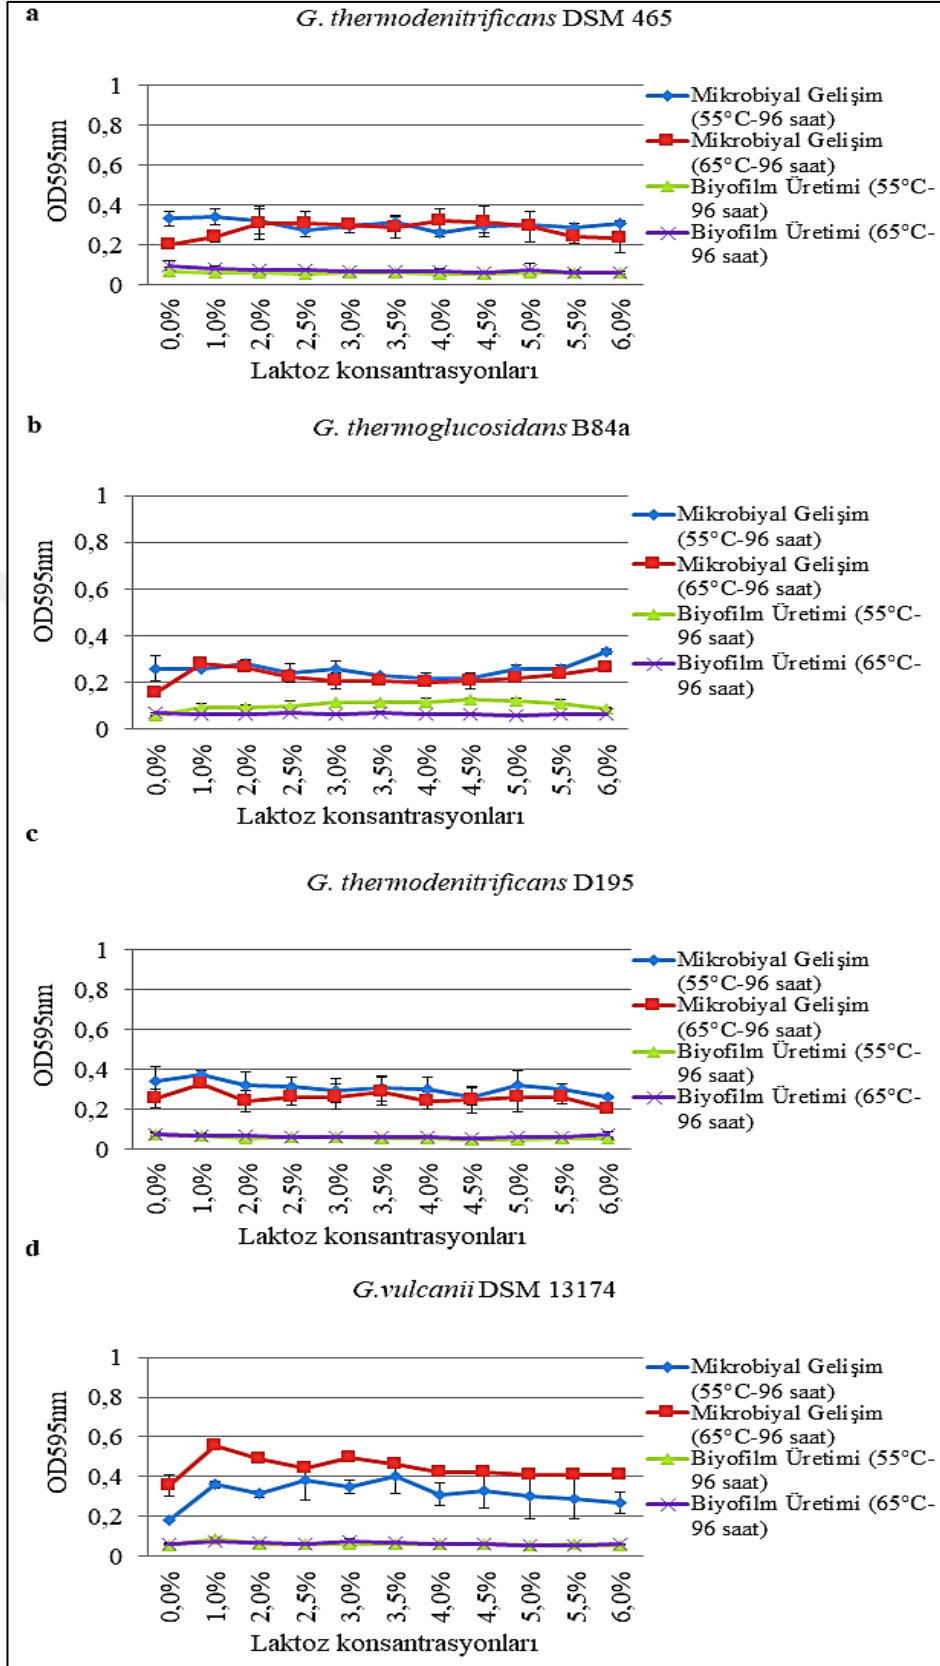 a
G. thermodenitrificans DSM 465
1
0,8
0,6
0,4
0,2
0
OD595nm
0,0%
1,0%
2,0%
2,5%
3,0%
3,5%
4,0%
4,5%
5,0%
5,5%
6,0%
Laktoz konsantrasyonları
Mikrobiyal Gelişim
(55°C-96 saat)
Mikrobiyal Gelişim
(65°C-96 saat)
Biyofilm Üretimi (55°C-
96 saat)
Biyofilm Üretimi (65°C-
96 saat)
b
G. thermoglucosidans B84a
1
0,8
0,6
0,4
0,2
0
OD595nm
0,0%
1,0%
2,0%
2,5%
3,0%
3,5%
4,0%
4,5%
5,0%
5,5%
6,0%
Laktoz konsantrasyonları
Mikrobiyal Gelişim
(55°C-96 saat)
Mikrobiyal Gelişim
(65°C-96 saat)
Biyofilm Üretimi (55°C-
96 saat)
Biyofilm Üretimi (65°C-
96 saat)
c
G. thermodenitrificans D195
1
0,8
0,6
0,4
0,2
0
OD595nm
0,0%
1,0%
2,0%
2,5%
3,0%
3,5%
4,0%
4,5%
5,0%
5,5%
6,0%
Laktoz konsantrasyonları
Mikrobiyal Gelişim
(55°C-96 saat)
Mikrobiyal Gelişim
(65°C-96 saat)
Biyofilm Üretimi (55°C-
96 saat)
Biyofilm Üretimi (65°C-
96 saat)
d
G.vulcanii DSM 13174
1
0,8
0,6
0,4
0,2
0
OD595nm
0,0%
1,0%
2,0%
2,5%
3,0%
3,5%
4,0%
4,5%
5,0%
5,5%
6,0%
Laktoz konsantrasyonları
Mikrobiyal Gelişim
(55°C-96 saat)
Mikrobiyal Gelişim
(65°C-96 saat)
Biyofilm Üretimi (55°C-
96 saat)
Biyofilm Üretimi (65°C-
96 saat)